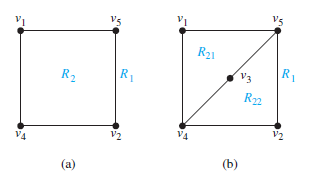 v1 v5 v1 v5
R21
R2 R1 v3 R1
R22
v4 v2 v4 v2
(a) (b)